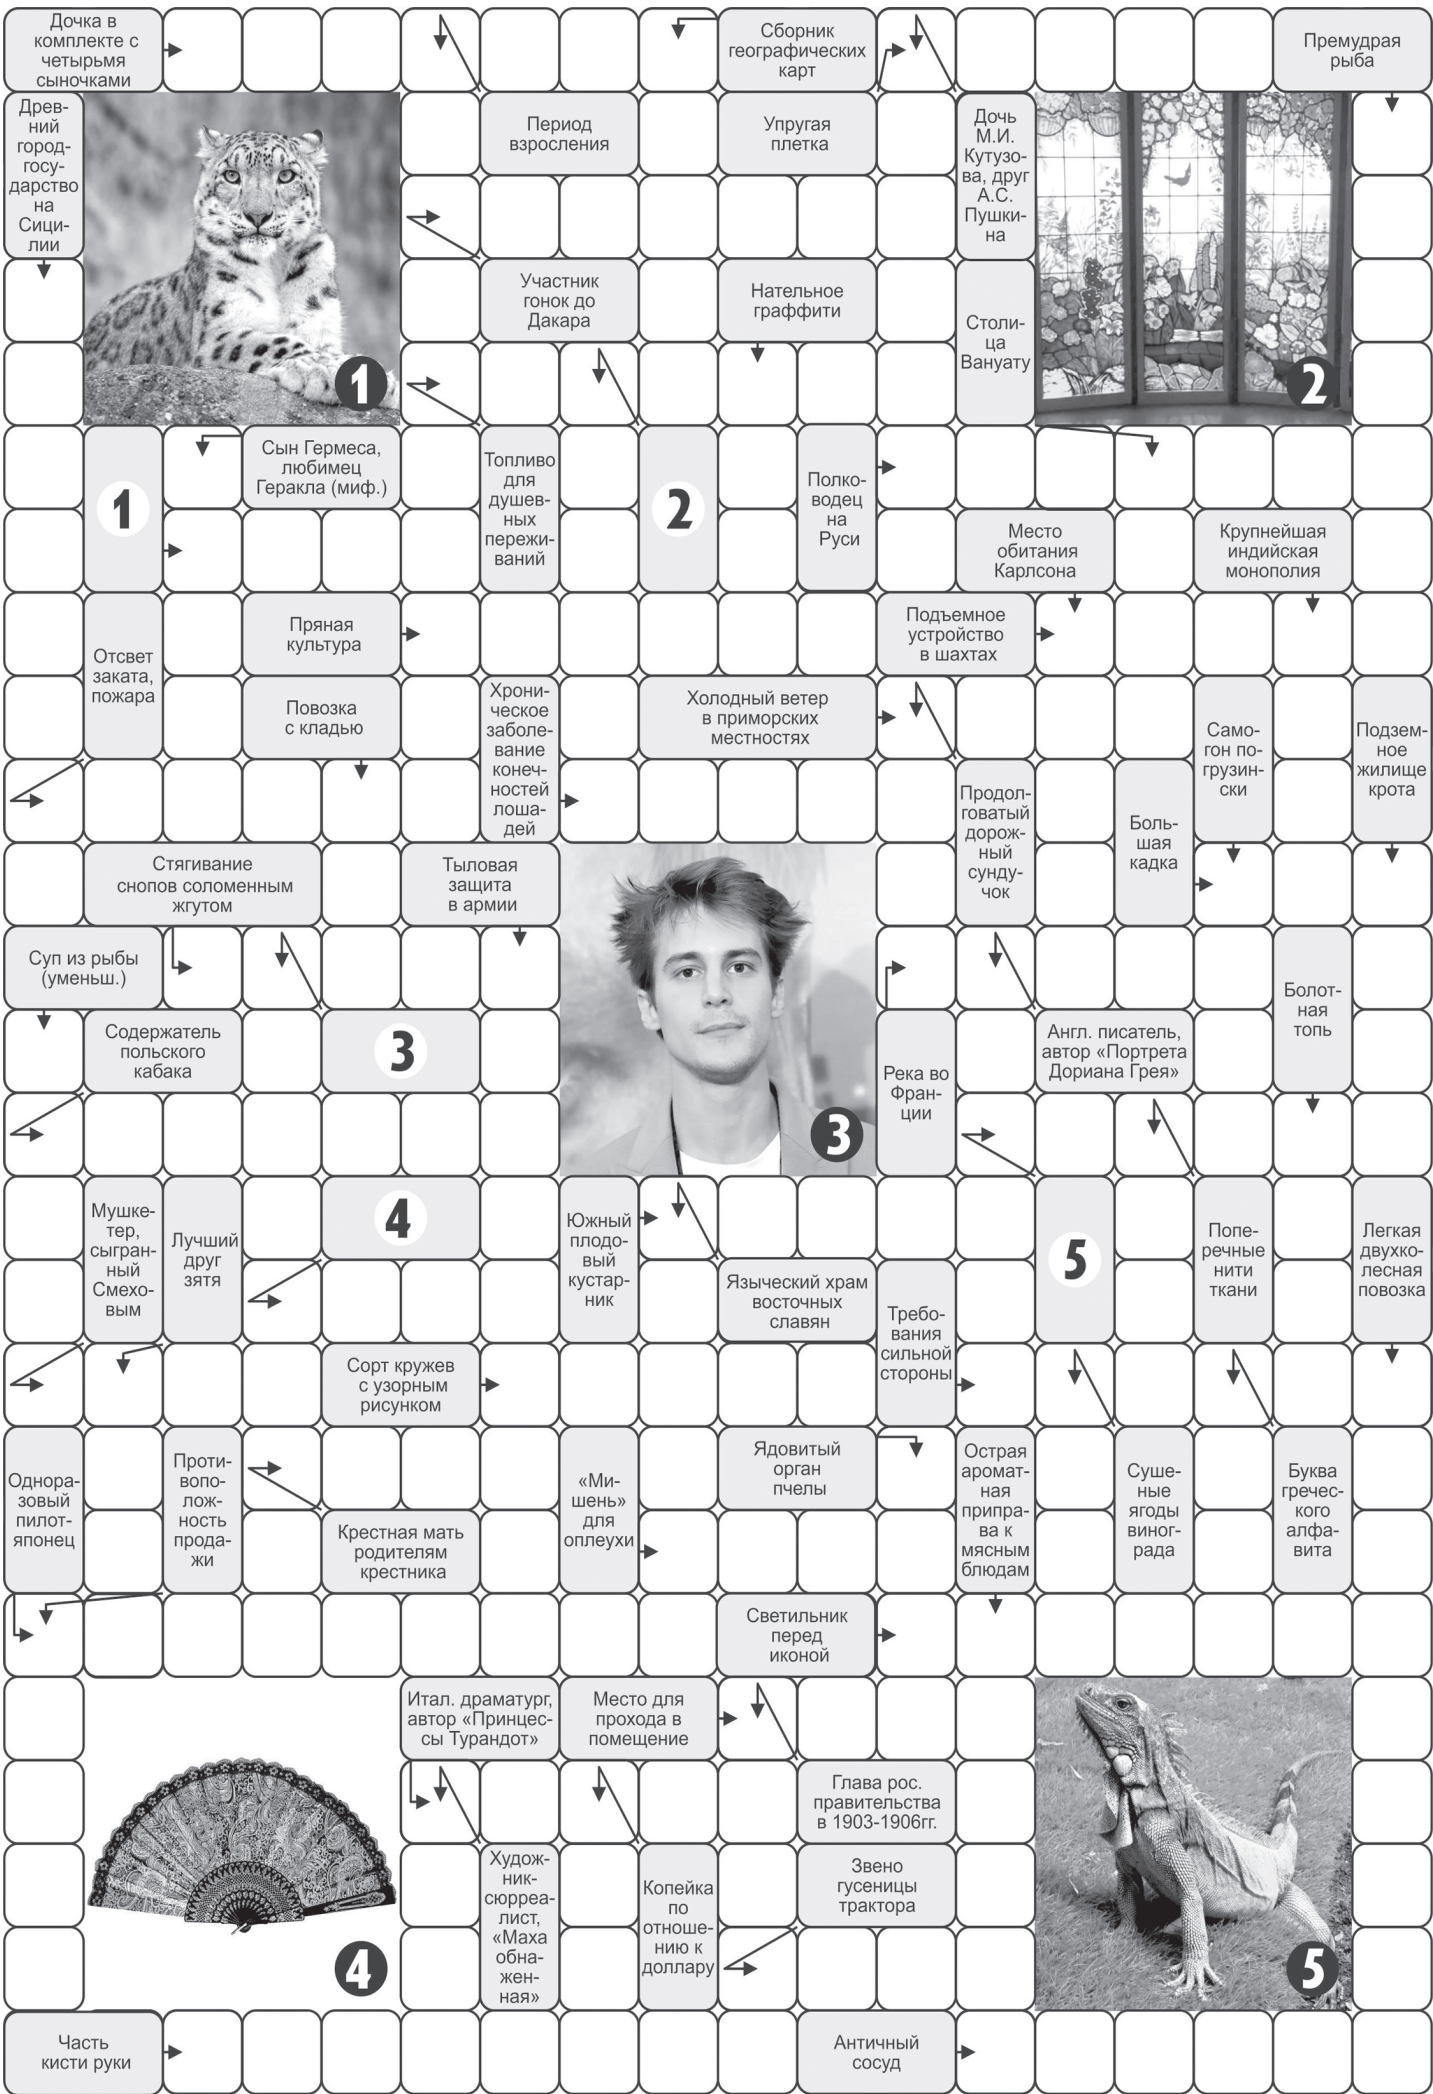 Дочка в
комплекте с
четырьмя
сыночками
Сборник
географических
карт
Премудрая
рыба
Древ-
ний
город-
госу-
дарство
на
Сици-
лии
Период
взросления
Упругая
плетка
Дочь
М.И.
Кутузо-
ва, друг
А.С.
Пушки-
на
Участник
гонок до
Дакара
Нательное
граффити
Столи-
ца
Вануату
1
2
1
Сын Гермеса,
любимец
Геракла (миф.)
Топливо
для
душев-
ных
пережи-
ваний
2
Полко-
водец
на
Руси
Место
обитания
Карлсона
Крупнейшая
индийская
монополия
Отсвет
заката,
пожара
Пряная
культура
Подъемное
устройство
в шахтах
Повозка
с кладью
Хрони-
ческое
заболе-
вание
конеч-
ностей
лоша-
дей
Холодный ветер
в приморских
местностях
Само-
гон по-
грузин-
ски
Подзем-
ное
жилище
крота
Продол-
говатый
дорож-
ный
сунду-
чок
Боль-
шая
кадка
Стягивание
снопов соломенным
жгутом
Тыловая
защита
в армии
Суп из рыбы
(уменьш.)
Болот-
ная
топь
Содержатель
польского
кабака
3
Река во
Фран-
ции
Англ. писатель,
автор «Портрета
Дориана Грея»
3
Мушке-
тер,
сыгран-
ный
Смехо-
вым
Лучший
друг
зятя
4
Южный
плодо-
вый
кустар-
ник
5
Попе-
речные
нити
ткани
Легкая
двухко-
лесная
повозка
Языческий храм
восточных
славян
Требо-
вания
сильной
стороны
Сорт кружев
с узорным
рисунком
Однора-
зовый
пилот-
японец
Проти-
вопо-
лож-
ность
прода-
жи
«Ми-
шень»
для
оплеухи
Ядовитый
орган
пчелы
Острая
аромат-
ная
припра-
ва к
мясным
блюдам
Суше-
ные
ягоды
виног-
рада
Буква
гречес-
кого
алфа-
вита
Крестная мать
родителям
крестника
Светильник
перед
иконой
Итал. драматург,
автор «Принцес-
сы Турандот»
Место для
прохода в
помещение
Глава рос.
правительства
в 1903-1906гг.
Худож-
ник-
сюрреа-
лист,
«Маха
обна-
жен-
ная»
Копейка
по
отноше-
нию к
доллару
Звено
гусеницы
трактора
4
5
Часть
кисти руки
Античный
сосуд